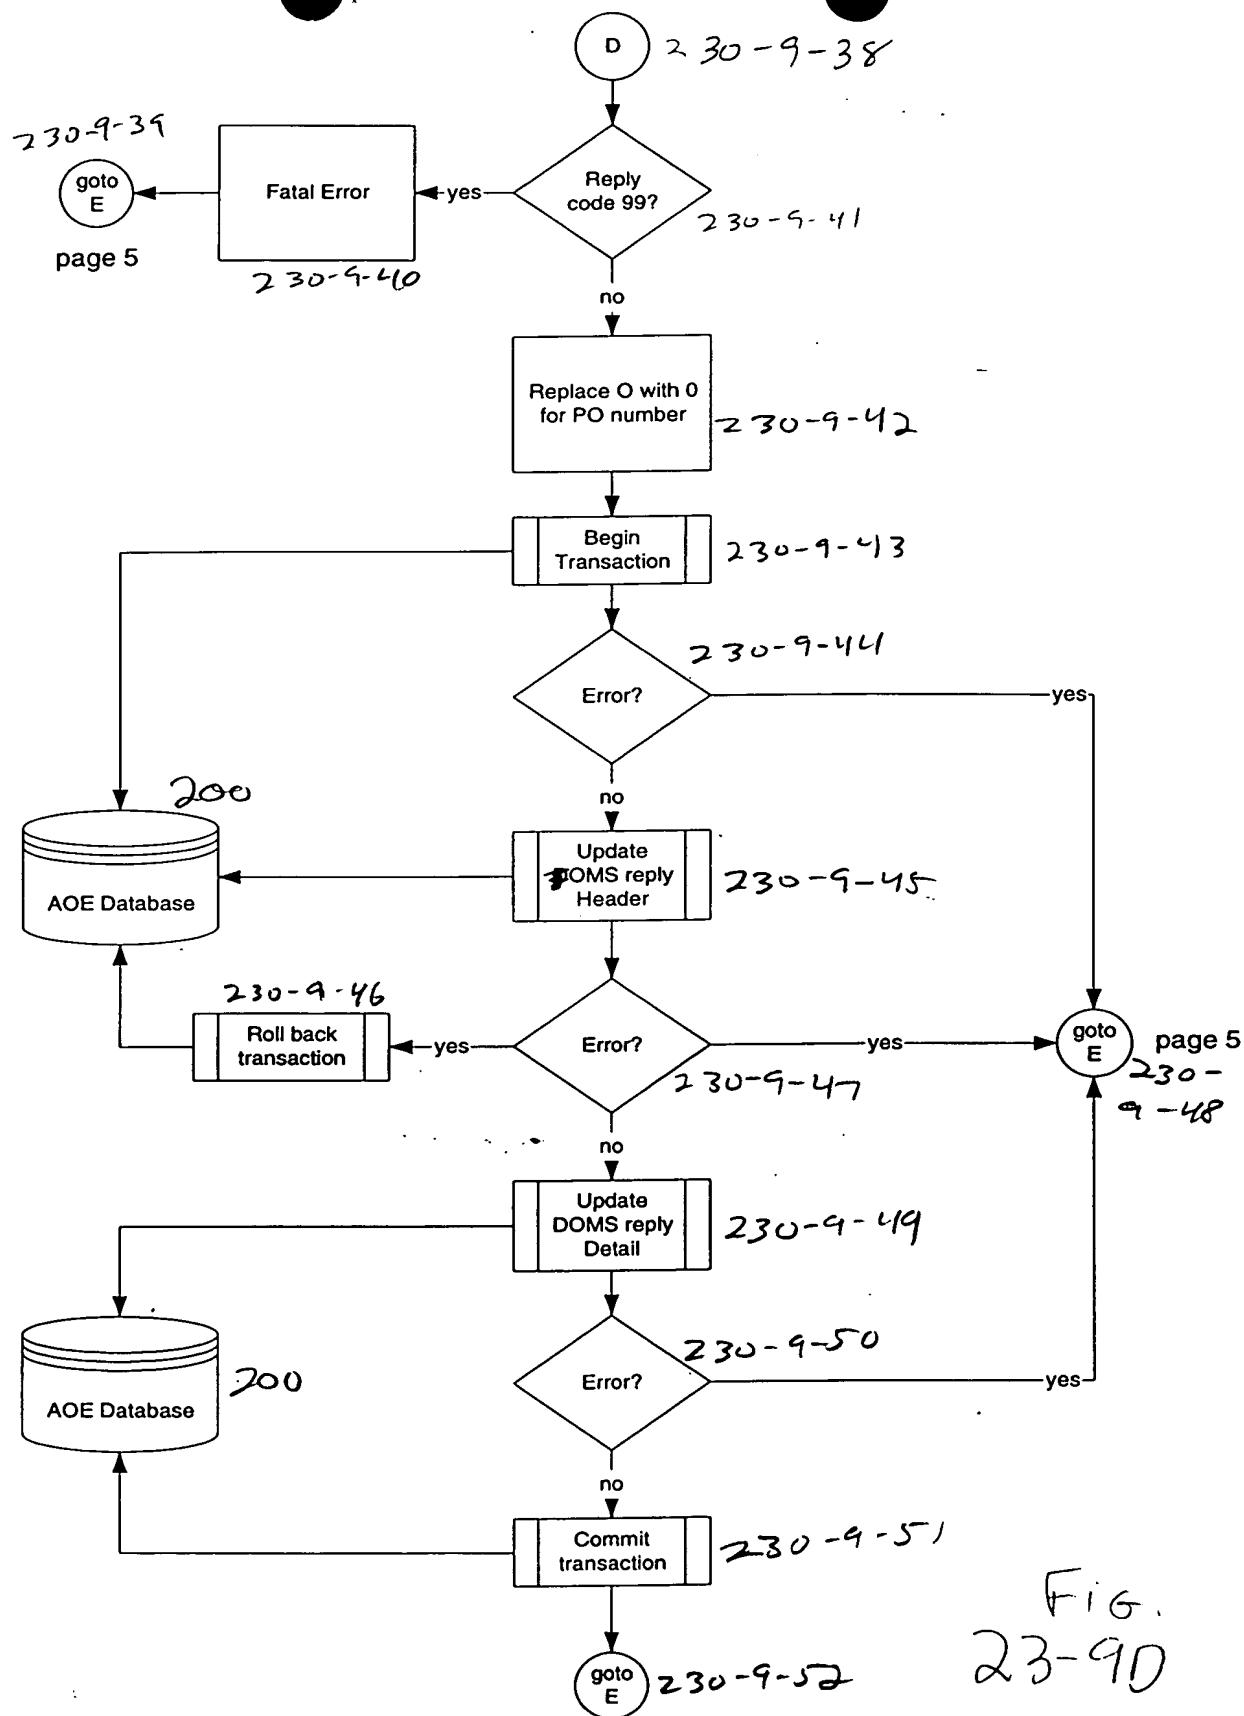 D
230-9-38
230-9-39
goto
E
page 5
Fatal Error
230-9-40
yes
Reply
code 99?
230-9-41
no
Replace O with 0
for PO number
230-9-42
Begin
Transaction
230-9-43
Error?
230-9-44
yes
no
200
AOE Database
Update
DOMS reply
Header
230-9-45
230-9-46
Roll back
transaction
yes
Error?
230-9-47
yes
goto
E
page 5
230-
9-48
no
Update
DOMS reply
Detail
230-9-49
AOE Database
200
Error?
230-9-50
yes
no
Commit
transaction
230-9-51
goto
E
230-9-52
FiG.
23-9D